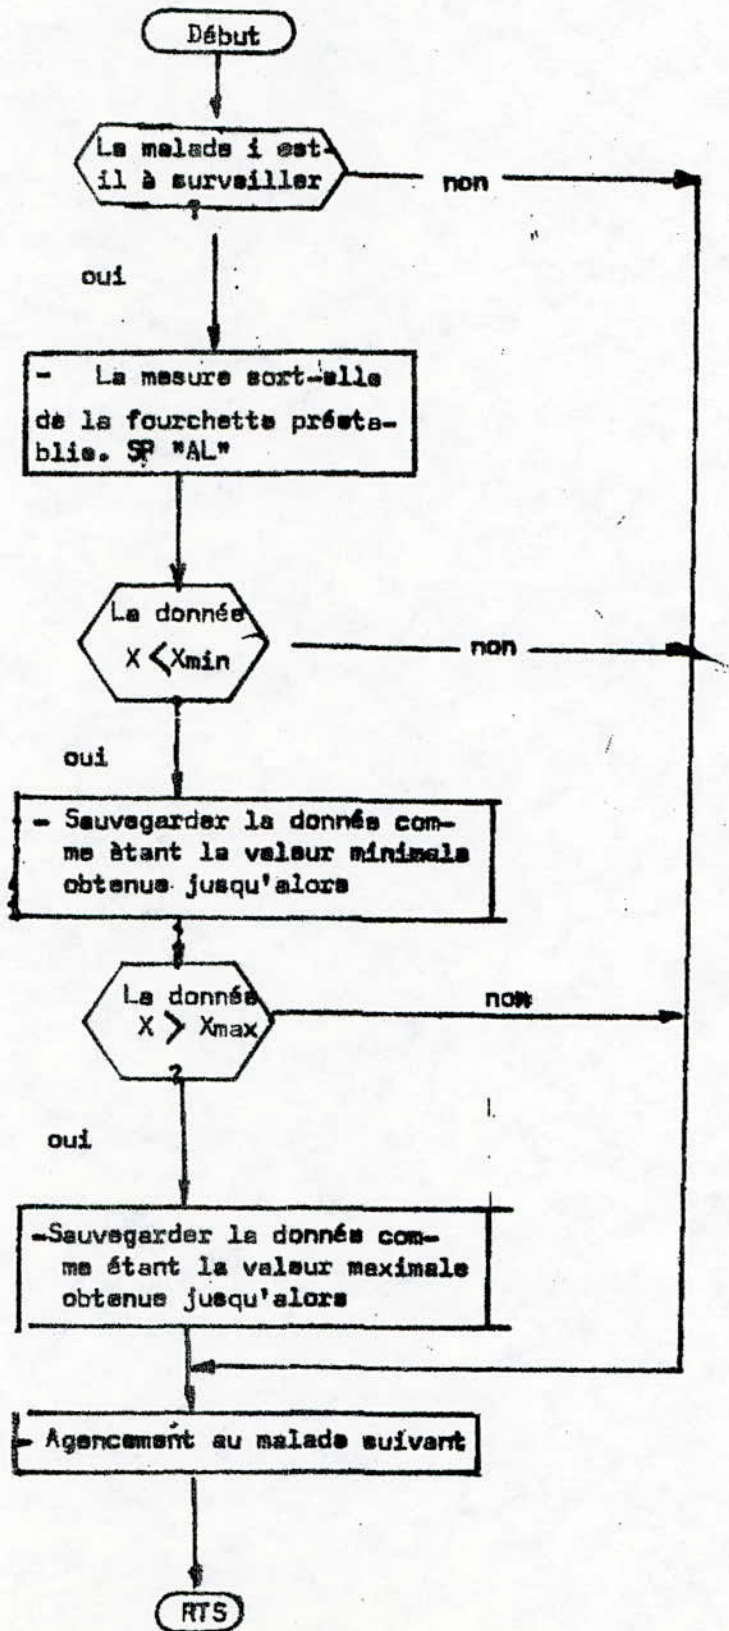 Début
Le malade i est-
il à surveiller
?
non
oui
- La mesure sort-elle
de la fourchette préeta-
blie. SP "AL"
La donnée
X < Xmin
non
oui
- Sauvegarder la donnée com-
me ètant la valeur minimale
obtenue jusqu'alors
La donnée
X > Xmax
?
non
oui
-Sauvegarder la donnée com-
me étant la valeur maximale
obtenue jusqu'alors
- Agencement au malade suivant
RTS